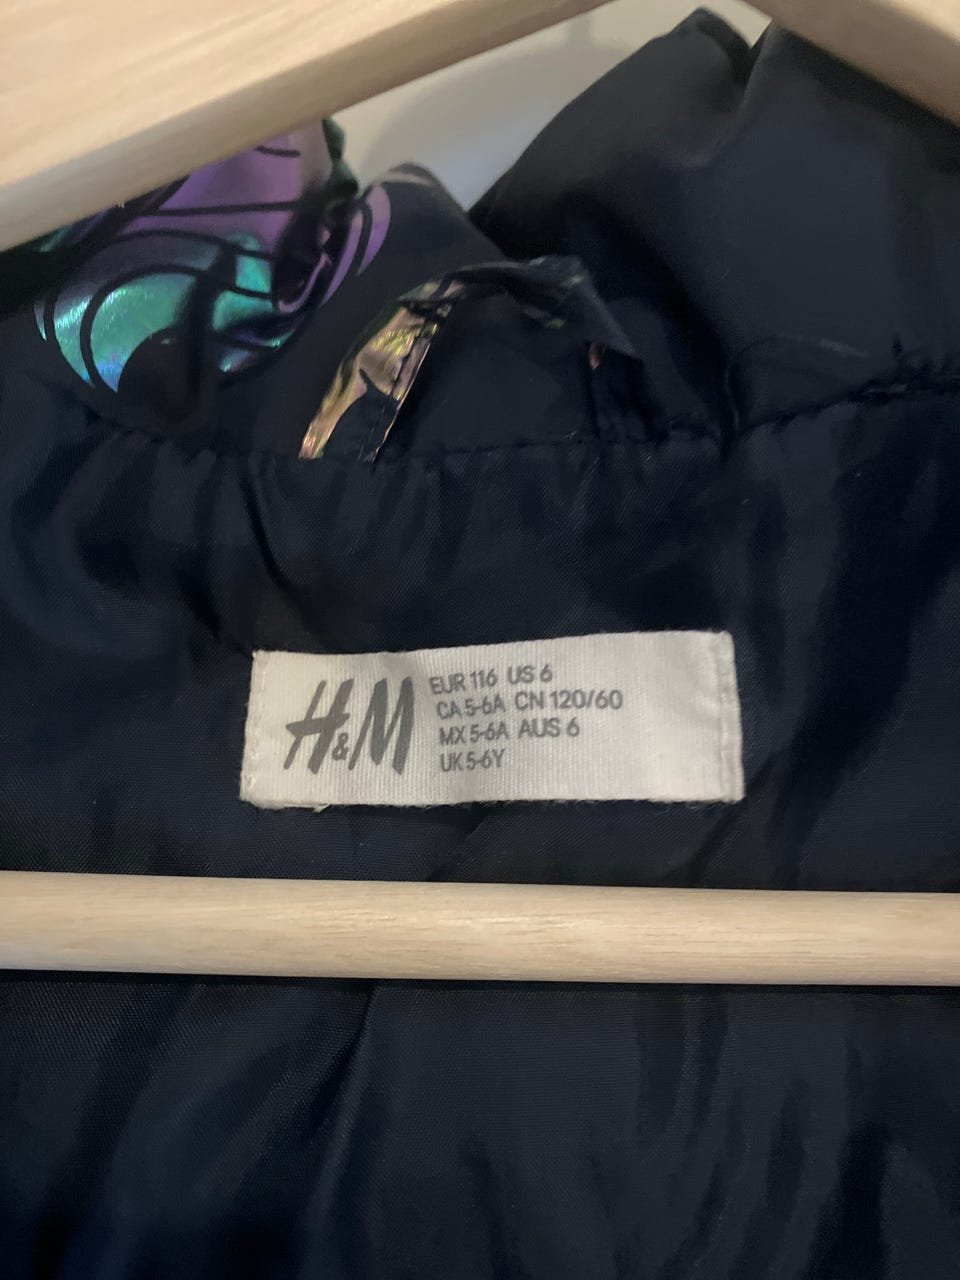 H&M
EUR 116 US 6
CA 5-6A CN 120/60
MX 5-6A AUS 6
UK 5-6Y